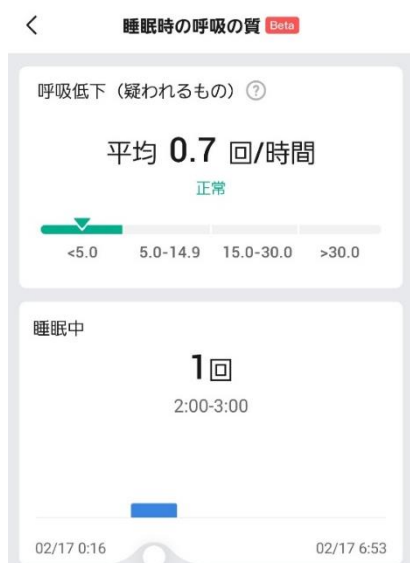 睡眠時の呼吸の質 Beta
呼吸低下（疑われるもの） ?
平均 0.7 回/時間
正常
<5.0 5.0-14.9 15.0-30.0 >30.0
睡眠中
1回
2:00-3:00
02/17 0:16 02/17 6:53